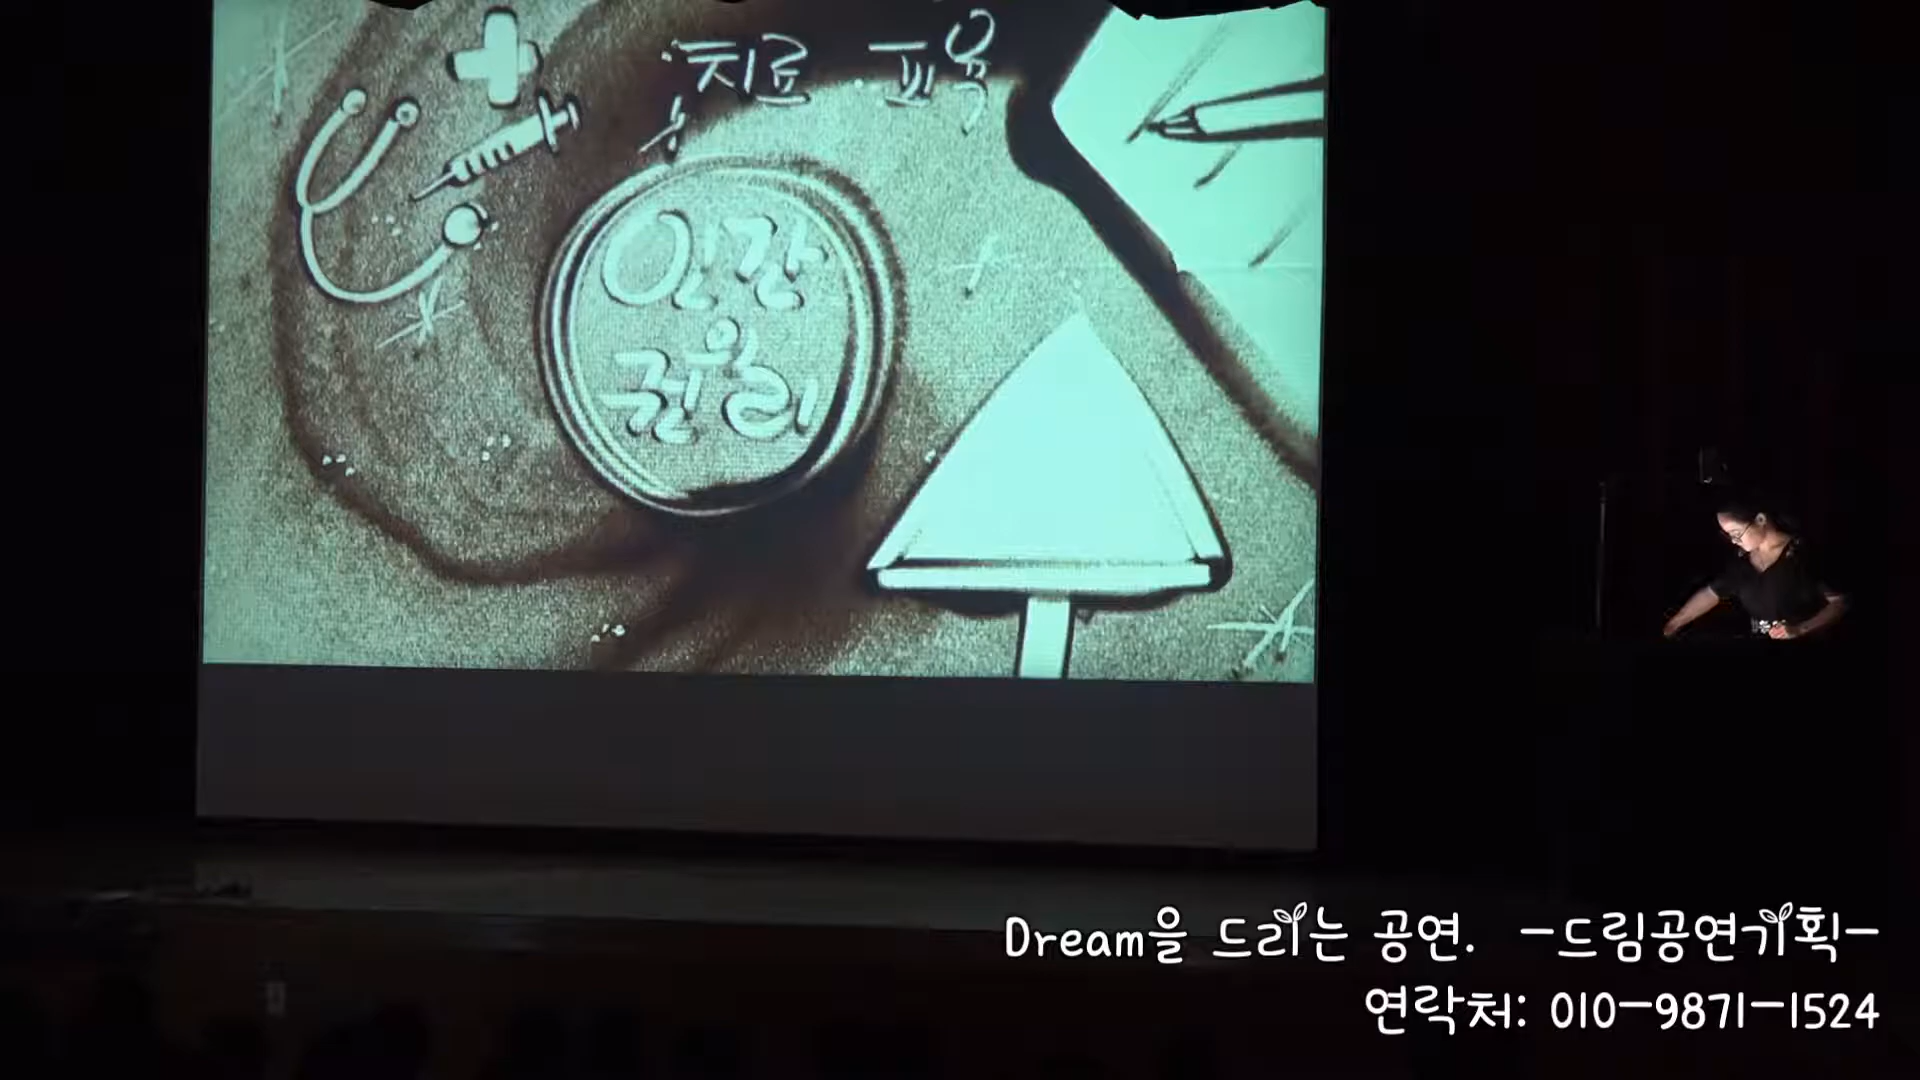 치료 · 교육
인간
권리
Dream을 드리는 공연. -드림공연기획-
연락처: 010-9871-1524